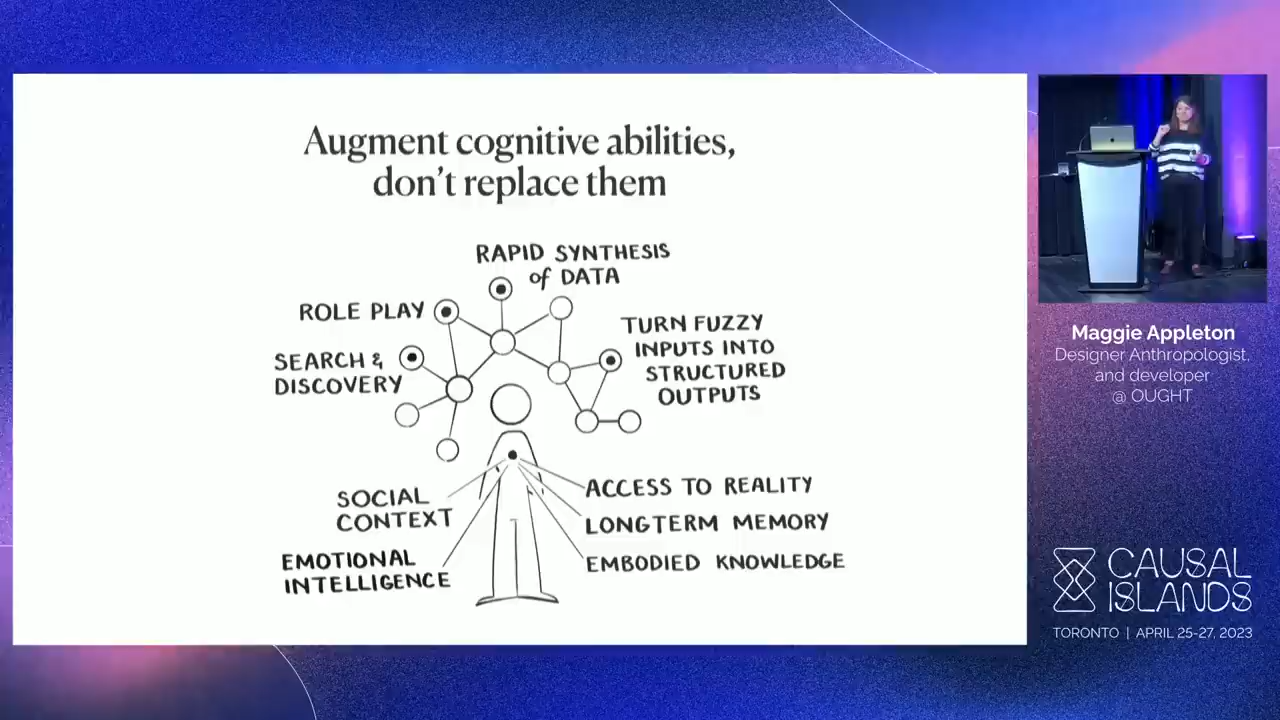 Augment cognitive abilities,
don't replace them
RAPID SYNTHESIS
of DATA
ROLE PLAY
SEARCH &
DISCOVERY
TURN FUZZY
INPUTS INTO
STRUCTURED
OUTPUTS
SOCIAL
CONTEXT
EMOTIONAL
INTELLIGENCE
ACCESS TO REALITY
LONGTERM MEMORY
EMBODIED KNOWLEDGE
Maggie Appleton
Designer Anthropologist,
and developer
@ OUGHT
CAUSAL
ISLANDS
TORONTO | APRIL 25-27, 2023